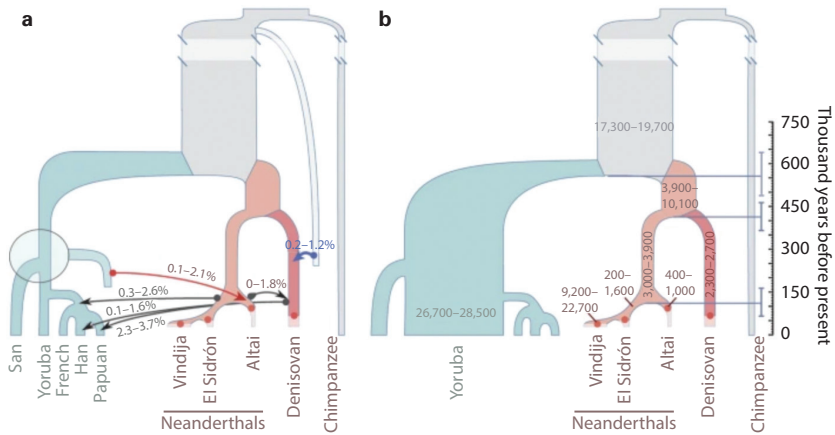 a
0.2–1.2%
0.1–2.1%
0–1.8%
0.3–2.6%
0.1–1.6%
2.3–3.7%
San
Yoruba
French
Han
Papuan
Vindija
El Sidrón
Altai
Denisovan
Chimpanzee
Neanderthals
b
17,300–19,700
3,900–
10,100
3,000–3,900
2,300–2,700
200–
1,600
400–
1,000
9,200–
22,700
26,700–28,500
Yoruba
Vindija
El Sidrón
Altai
Denisovan
Chimpanzee
Neanderthals
750
600
450
300
150
0
Thousand years before present